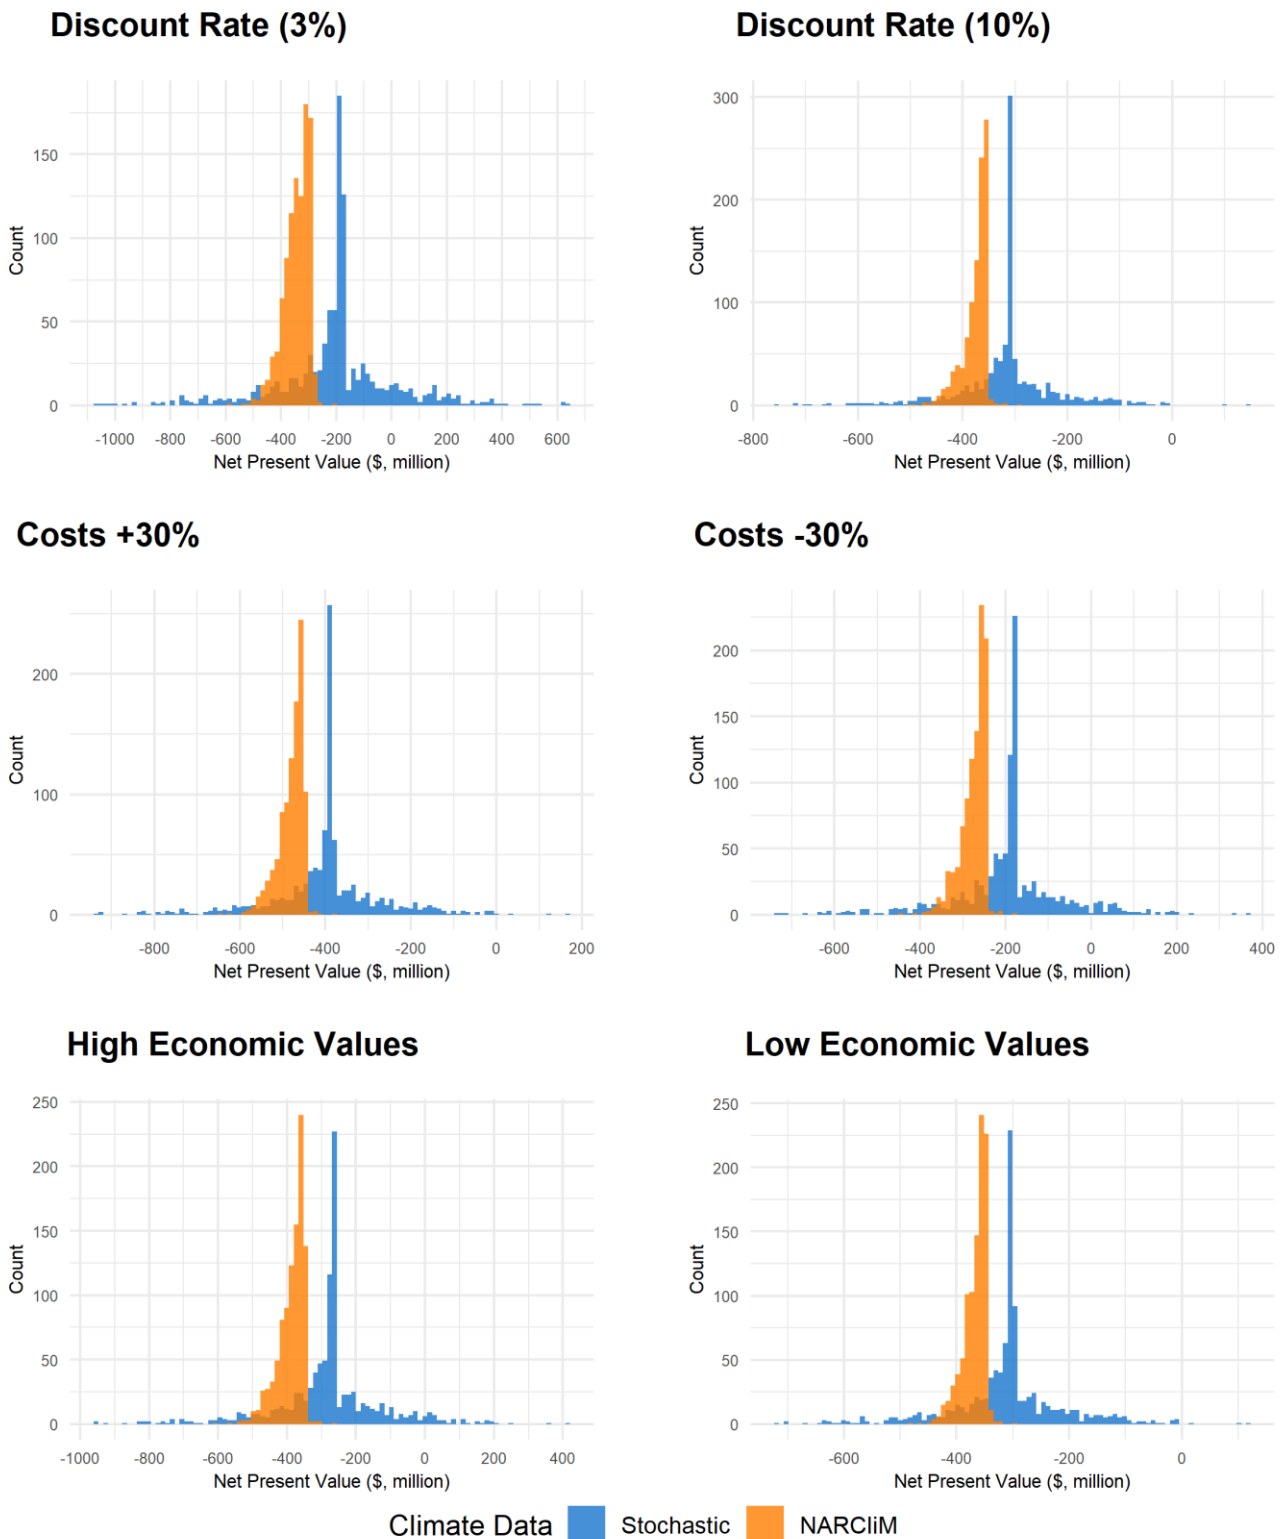 Discount Rate (3%)
Discount Rate (10%)
Count
150
100
50
0
-1000 -800 -600 -400 -200 0 200 400 600
Net Present Value ($, million)
Count
300
200
100
0
-800 -600 -400 -200 0
Net Present Value ($, million)
Costs +30%
Costs -30%
Count
200
100
0
-800 -600 -400 -200 0 200
Net Present Value ($, million)
Count
200
150
100
50
0
-600 -400 -200 0 200 400
Net Present Value ($, million)
High Economic Values
Low Economic Values
Count
250
200
150
100
50
0
-1000 -800 -600 -400 -200 0 200 400
Net Present Value ($, million)
Count
250
200
150
100
50
0
-600 -400 -200 0
Net Present Value ($, million)
Climate Data Stochastic NARCliM